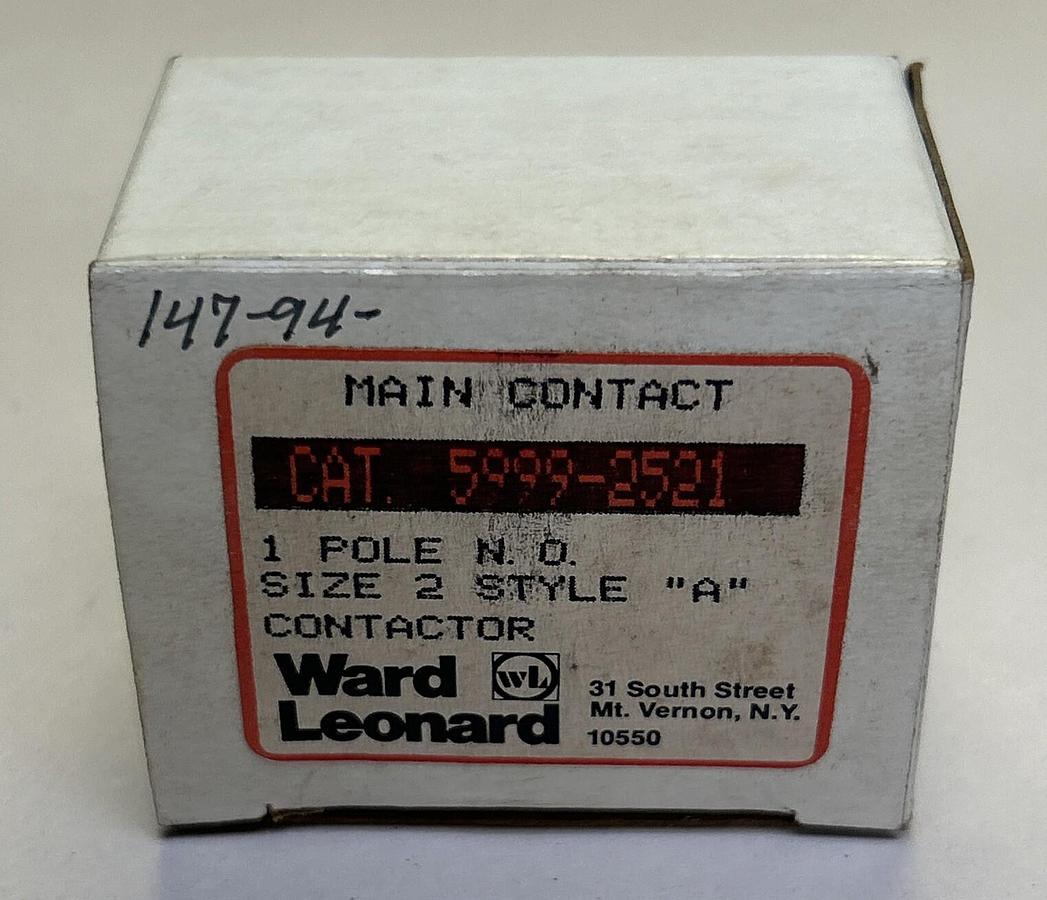 147-94-
MAIN CONTACT
CAT. 5999-2521
1 POLE N.O.
SIZE 2 STYLE "A"
CONTACTOR
Ward
Leonard
WL
31 South Street
Mt. Vernon, N.Y.
10550